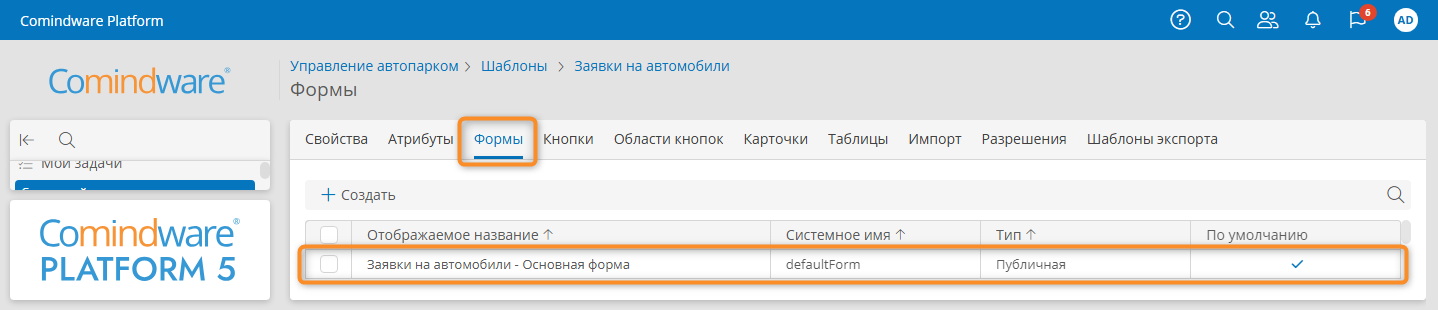 Comindware Platform
6
AD
Comindware®
Управление автопарком > Шаблоны > Заявки на автомобили
Формы
Свойства Атрибуты Формы Кнопки Области кнопок Карточки Таблицы Импорт Разрешения Шаблоны экспорта
Мои задачи
+ Создать
Comindware®
PLATFORM 5
Отображаемое название ↑ Системное имя ↑ Тип ↑ По умолчанию
Заявки на автомобили - Основная форма defaultForm Публичная ✓